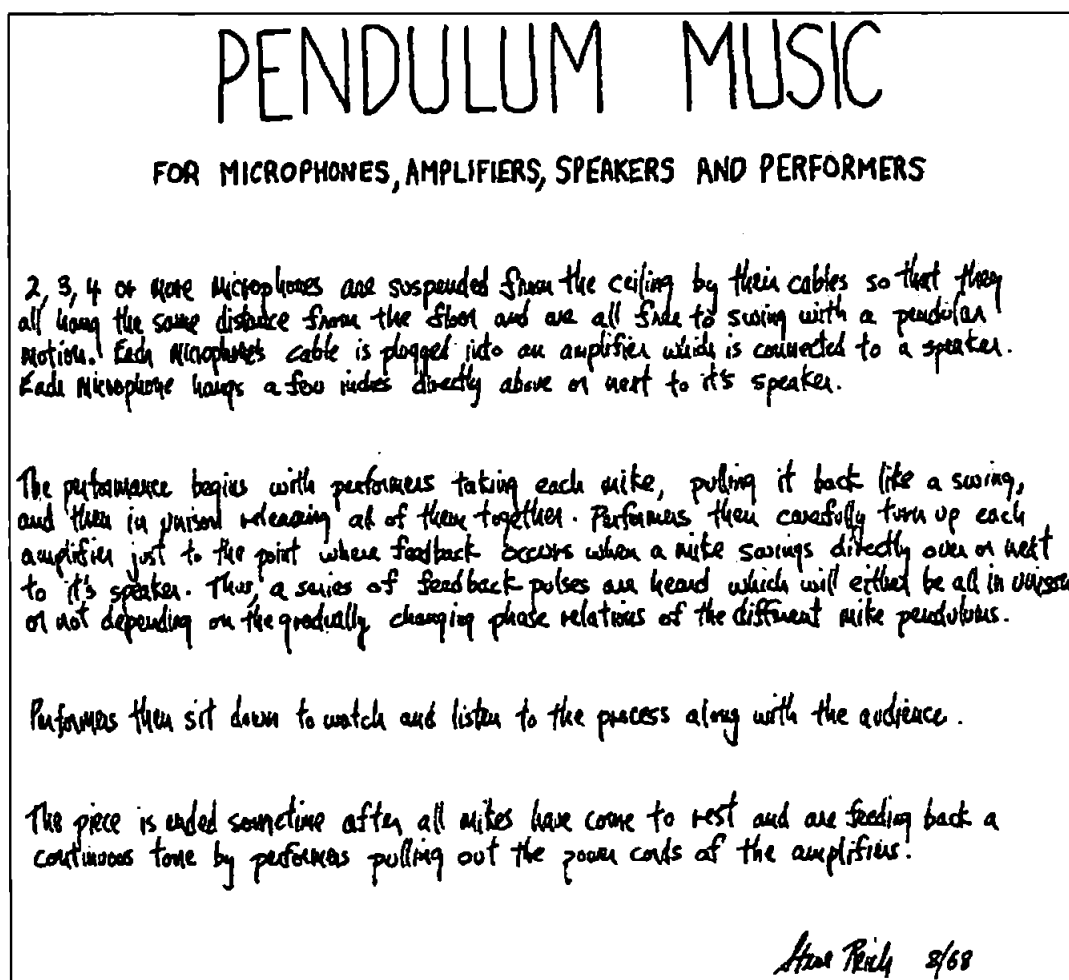 PENDULUM MUSIC
FOR MICROPHONES, AMPLIFIERS, SPEAKERS AND PERFORMERS
2, 3, 4 or more microphones are suspended from the ceiling by their cables so that they
all hang the same distance from the floor and are all free to swing with a pendular
motion. Each microphone's cable is plugged into an amplifier which is connected to a speaker.
Each microphone hangs a few inches directly above or next to it's speaker.
The performance begins with performers taking each mike, pulling it back like a swing,
and then in unison releasing all of them together. Performers then carefully turn up each
amplifier just to the point where feedback occurs when a mike swings directly over or next
to it's speaker. Thus, a series of feedback pulses are heard which will either be all in unison
or not depending on the gradually changing phase relations of the different mike pendulums.
Performers then sit down to watch and listen to the process along with the audience.
The piece is ended sometime after all mikes have come to rest and are feeding back a
continuous tone by performers pulling out the power cords of the amplifiers.
Steve Reich 8/68